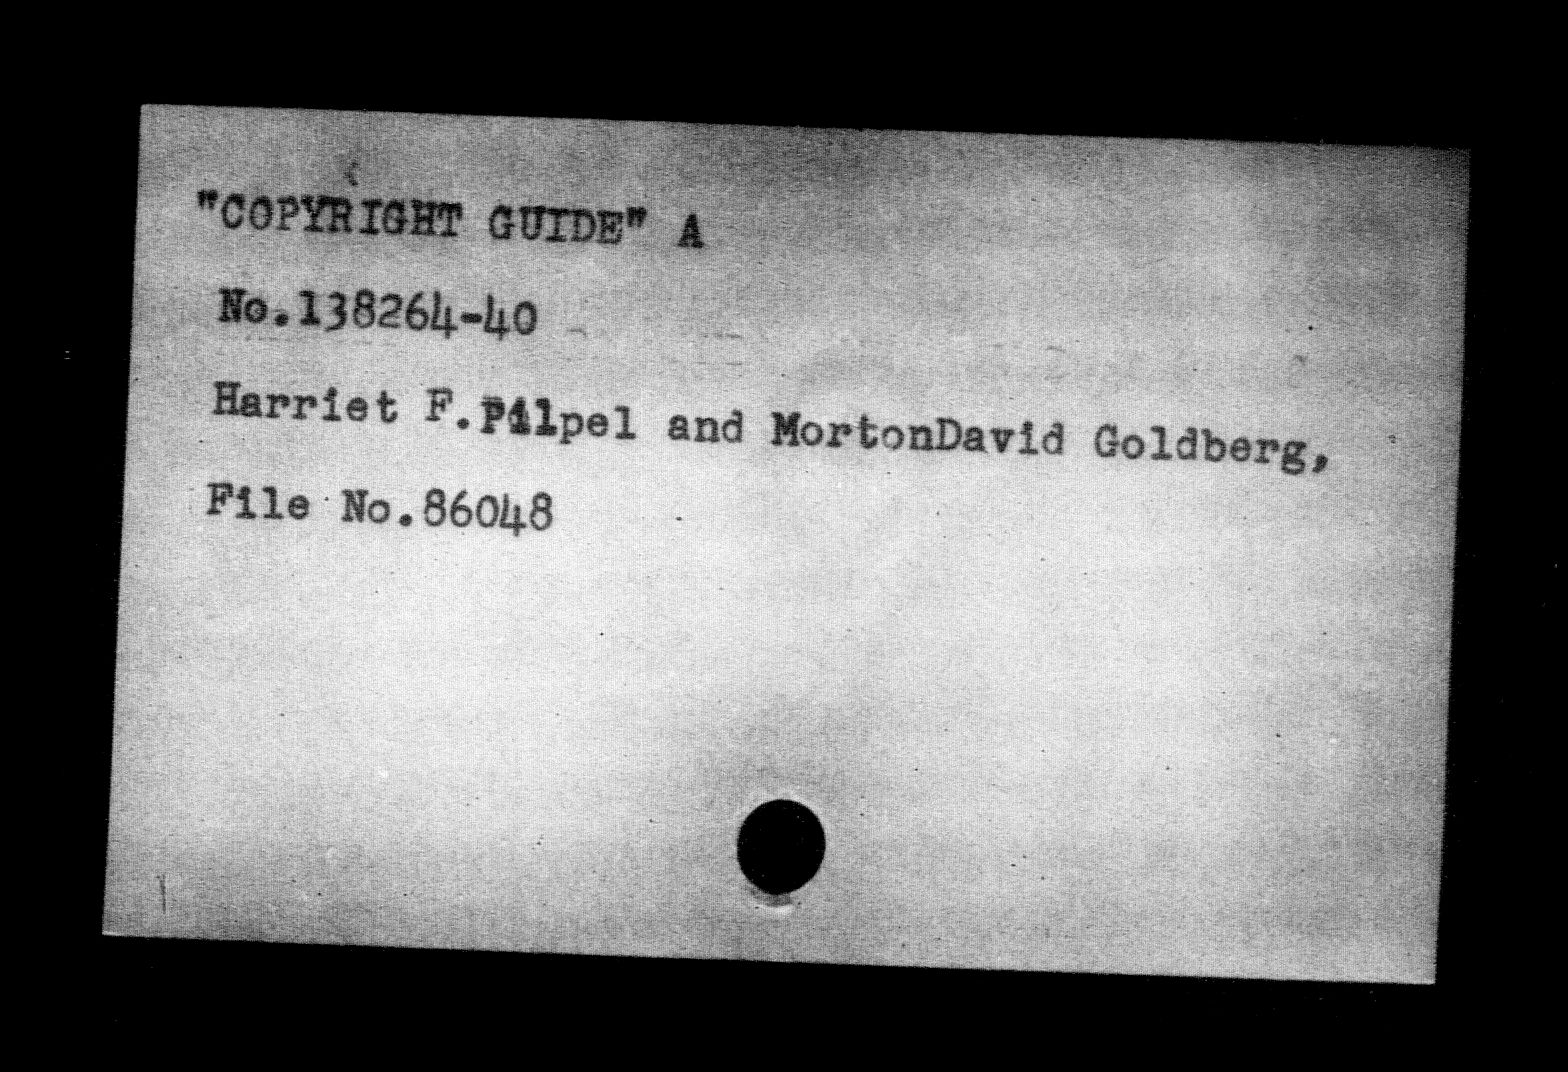 "COPYRIGHT GUIDE" A
No.138264-40
Harriet F.Pilpel and MortonDavid Goldberg,
File No.86048